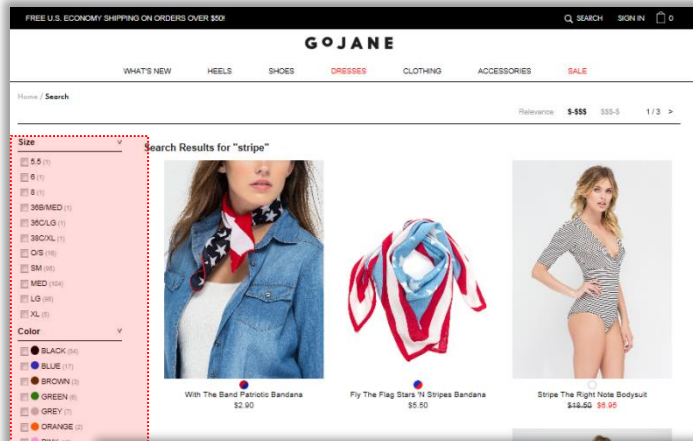 FREE U.S. ECONOMY SHIPPING ON ORDERS OVER $50!
SEARCH SIGN IN 0
GOJANE
WHAT'S NEW HEELS SHOES DRESSES CLOTHING ACCESSORIES SALE
Home / Search
Relevance $-$$$ $$$-$ 1 / 3 >
Size v
5.5 (1)
6 (1)
8 (1)
36B/MED (1)
36C/LG (1)
38C/XL (1)
O/S (16)
SM (98)
MED (104)
LG (98)
XL (5)
Color v
BLACK (54)
BLUE (17)
BROWN (3)
GREEN (6)
GREY (7)
ORANGE (2)
Search Results for "stripe"
With The Band Patriotic Bandana
$2.90
Fly The Flag Stars 'N Stripes Bandana
$5.50
Stripe The Right Note Bodysuit
$18.50 $6.95